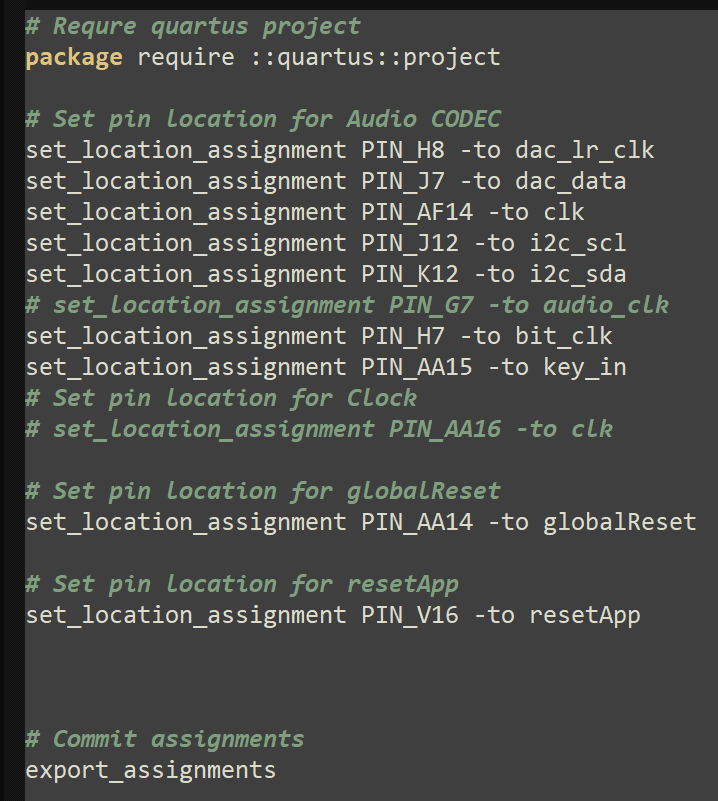 # Requre quartus project
package require ::quartus::project
# Set pin location for Audio CODEC
set_location_assignment PIN_H8 -to dac_lr_clk
set_location_assignment PIN_J7 -to dac_data
set_location_assignment PIN_AF14 -to clk
set_location_assignment PIN_J12 -to i2c_scl
set_location_assignment PIN_K12 -to i2c_sda
# set_location_assignment PIN_G7 -to audio_clk
set_location_assignment PIN_H7 -to bit_clk
set_location_assignment PIN_AA15 -to key_in
# Set pin location for Clock
# set_location_assignment PIN_AA16 -to clk
# Set pin location for globalReset
set_location_assignment PIN_AA14 -to globalReset
# Set pin location for resetApp
set_location_assignment PIN_V16 -to resetApp
# Commit assignments
export_assignments